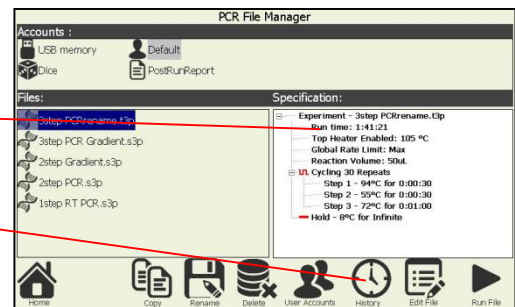 PCR File Manager
Accounts :
USB memory
Default
Dice
PostRunReport
Files:
3step PCRrename.t3p
3step PCR Gradient.s3p
2step Gradient.s3p
2step PCR.s3p
1step RT PCR.s3p
Specification:
Experiment - 3step PCRrename.t3p
Run time: 1:41:21
Top Heater Enabled: 105 ºC
Global Rate Limit: Max
Reaction Volume: 50uL
Cycling 30 Repeats
Step 1 - 94ºC for 0:00:30
Step 2 - 55ºC for 0:00:30
Step 3 - 72ºC for 0:01:00
Hold - 8ºC for Infinite
Home
Copy
Rename
Delete
User Accounts
History
Edit File
Run File